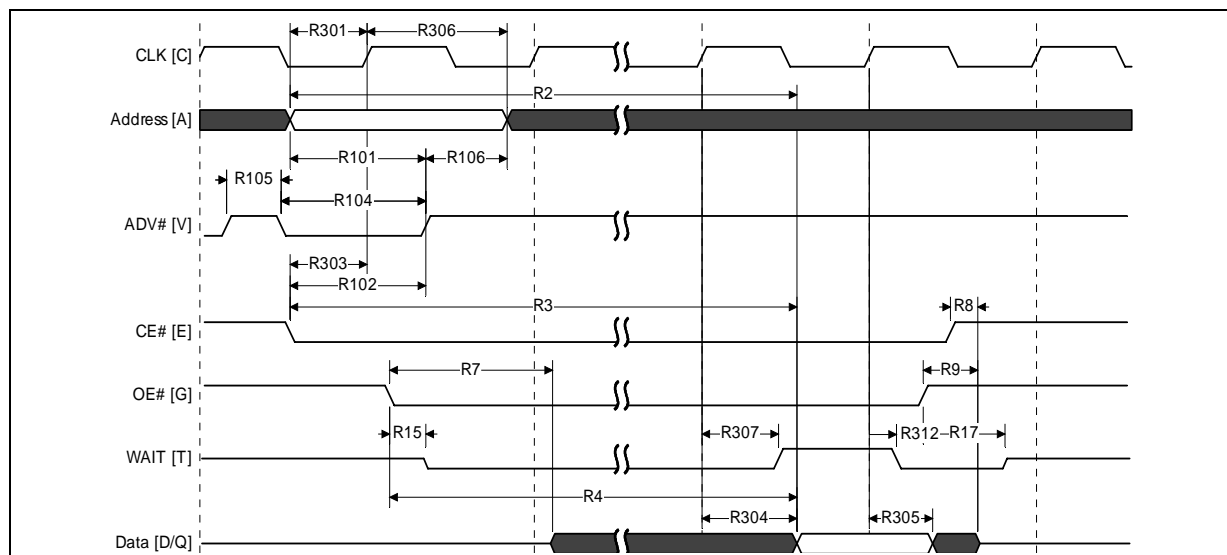 R301 R306
CLK [C]
R2
Address [A]
R101 R106
R105
R104
ADV# [V]
R303
R102
R3
R8
CE# [E]
R7
R9
OE# [G]
R15
R307
R312 R17
WAIT [T]
R4
R304
R305
Data [D/Q]